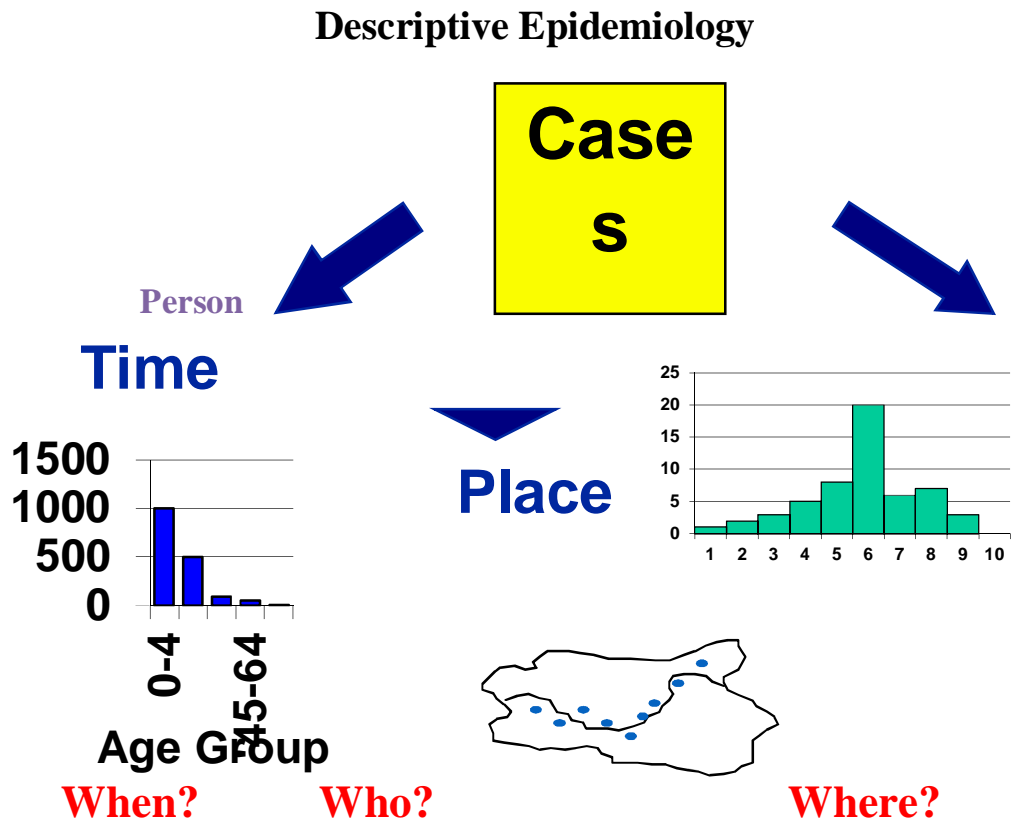 Descriptive Epidemiology
Case
s
Person
Time
Place
1500
1000
500
0
0-4
45-64
Age Group
25
20
15
10
5
0
1 2 3 4 5 6 7 8 9 10
When? Who? Where?